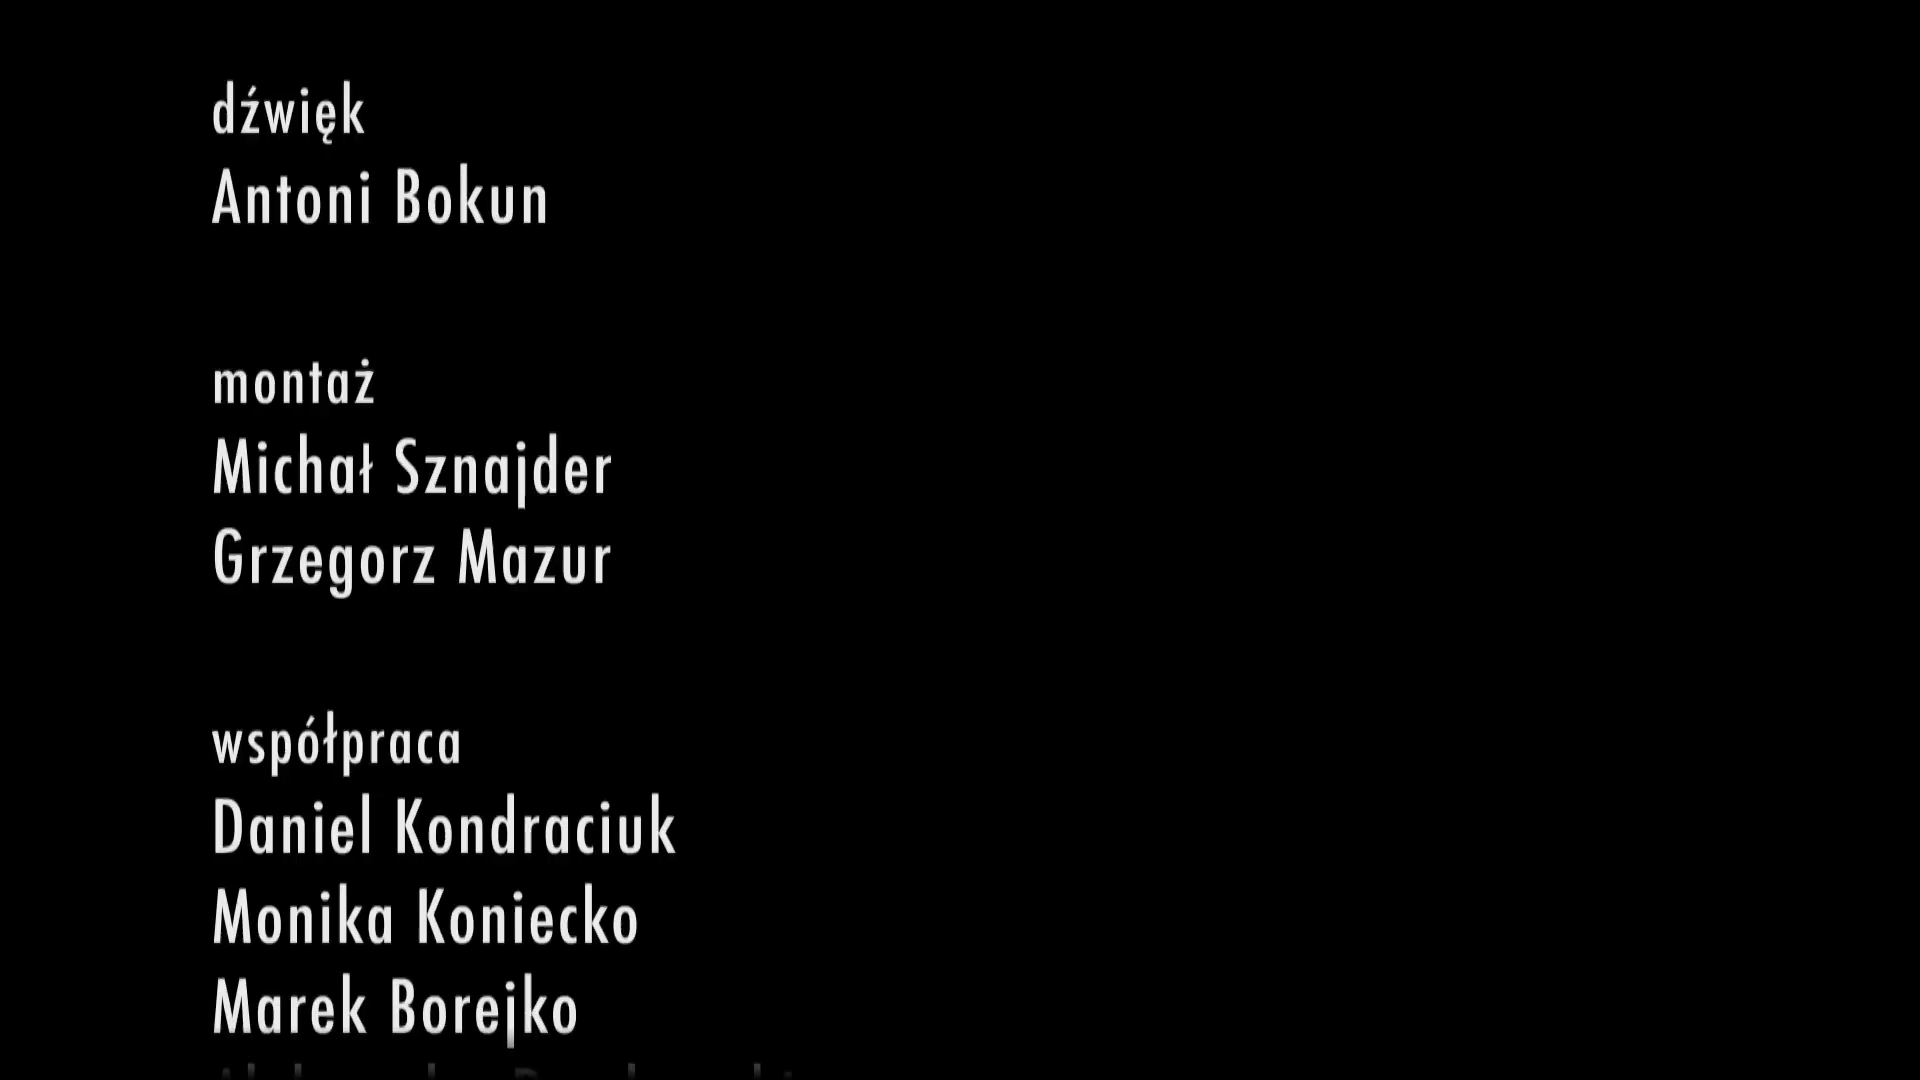 dźwięk
Antoni Bokun
montaż
Michał Sznajder
Grzegorz Mazur
współpraca
Daniel Kondraciuk
Monika Koniecko
Marek Borejko